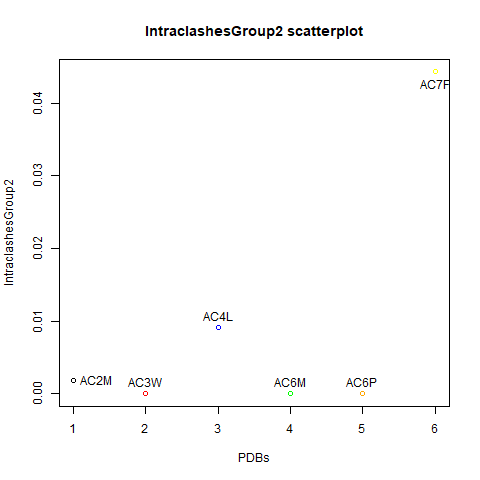 IntraclashesGroup2 scatterplot
IntraclashesGroup2
0.04
0.03
0.02
0.01
0.00
AC7F
AC4L
AC2M
AC3W
AC6M
AC6P
1 2 3 4 5 6
PDBs